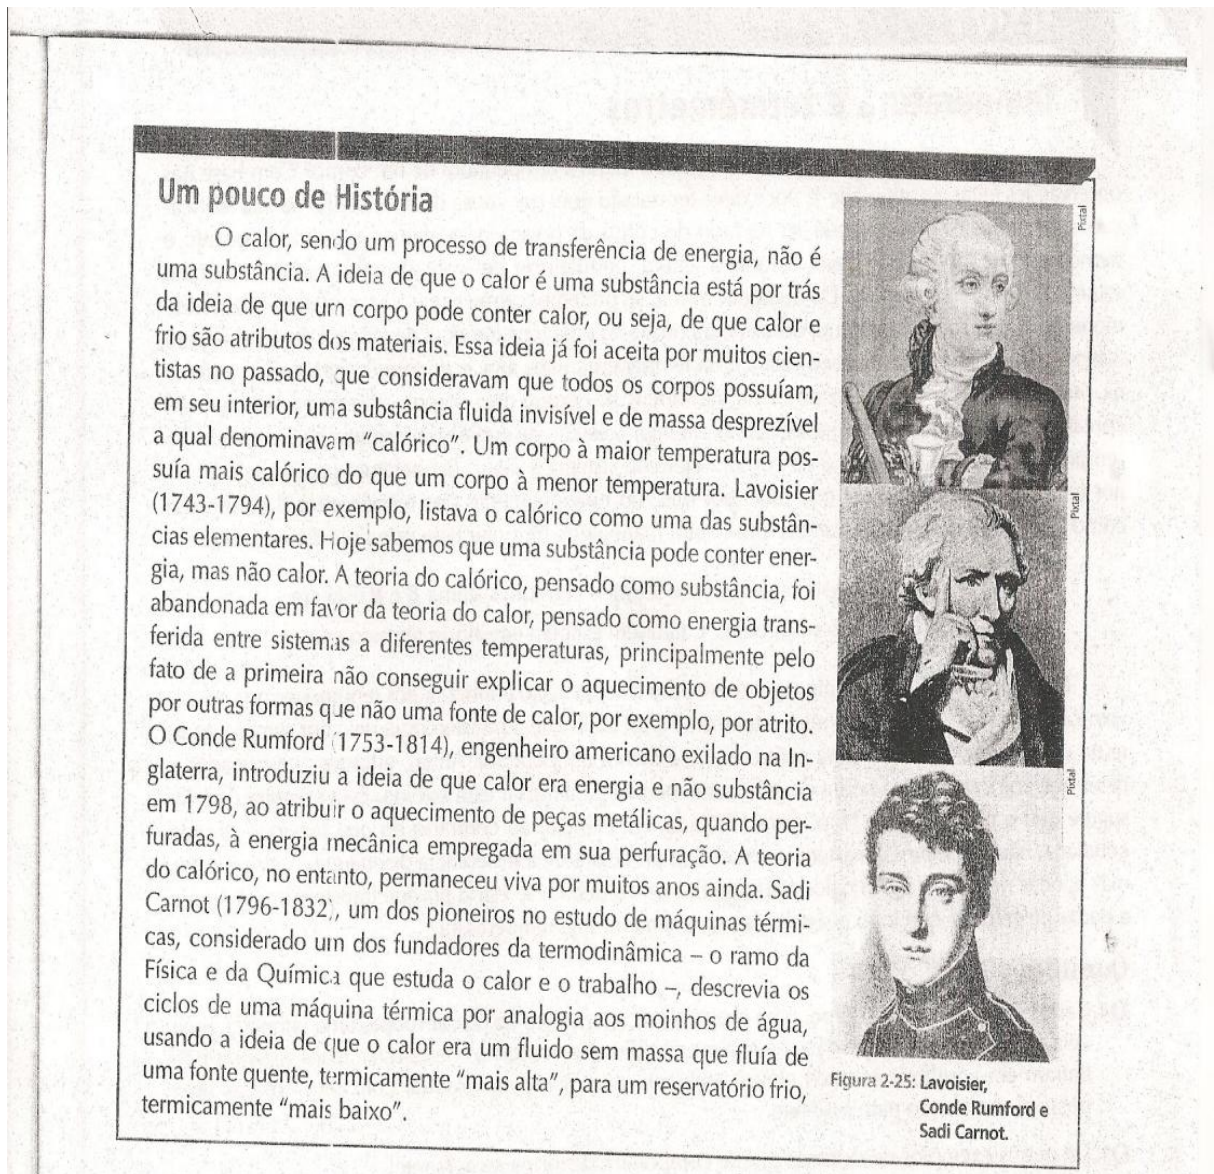 Um pouco de História
O calor, sendo um processo de transferência de energia, não é
uma substância. A ideia de que o calor é uma substância está por trás
da ideia de que um corpo pode conter calor, ou seja, de que calor e
frio são atributos dos materiais. Essa ideia já foi aceita por muitos cien-
tistas no passado, que consideravam que todos os corpos possuíam,
em seu interior, uma substância fluida invisível e de massa desprezível
a qual denominavam “calórico”. Um corpo à maior temperatura pos-
suía mais calórico do que um corpo à menor temperatura. Lavoisier
(1743-1794), por exemplo, listava o calórico como uma das substân-
cias elementares. Hoje sabemos que uma substância pode conter ener-
gia, mas não calor. A teoria do calórico, pensado como substância, foi
abandonada em favor da teoria do calor, pensado como energia trans-
ferida entre sistemas a diferentes temperaturas, principalmente pelo
fato de a primeira não conseguir explicar o aquecimento de objetos
por outras formas que não uma fonte de calor, por exemplo, por atrito.
O Conde Rumford (1753-1814), engenheiro americano exilado na In-
glaterra, introduziu a ideia de que calor era energia e não substância
em 1798, ao atribuir o aquecimento de peças metálicas, quando per-
furadas, à energia mecânica empregada em sua perfuração. A teoria
do calórico, no entanto, permaneceu viva por muitos anos ainda. Sadi
Carnot (1796-1832), um dos pioneiros no estudo de máquinas térmi-
cas, considerado um dos fundadores da termodinâmica – o ramo da
Física e da Química que estuda o calor e o trabalho –, descrevia os
ciclos de uma máquina térmica por analogia aos moinhos de água,
usando a ideia de que o calor era um fluido sem massa que fluía de
uma fonte quente, termicamente “mais alta”, para um reservatório frio,
termicamente “mais baixo”.
Pixtal
Pixtal
Pixtal
Figura 2-25: Lavoisier,
Conde Rumford e
Sadi Carnot.